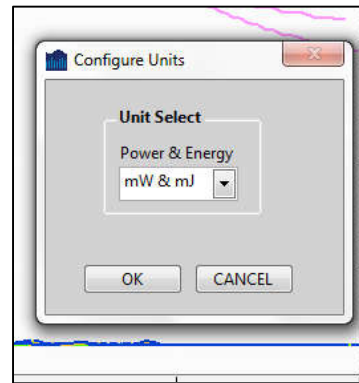 Configure Units
Unit Select
Power & Energy
mW & mJ
OK
CANCEL